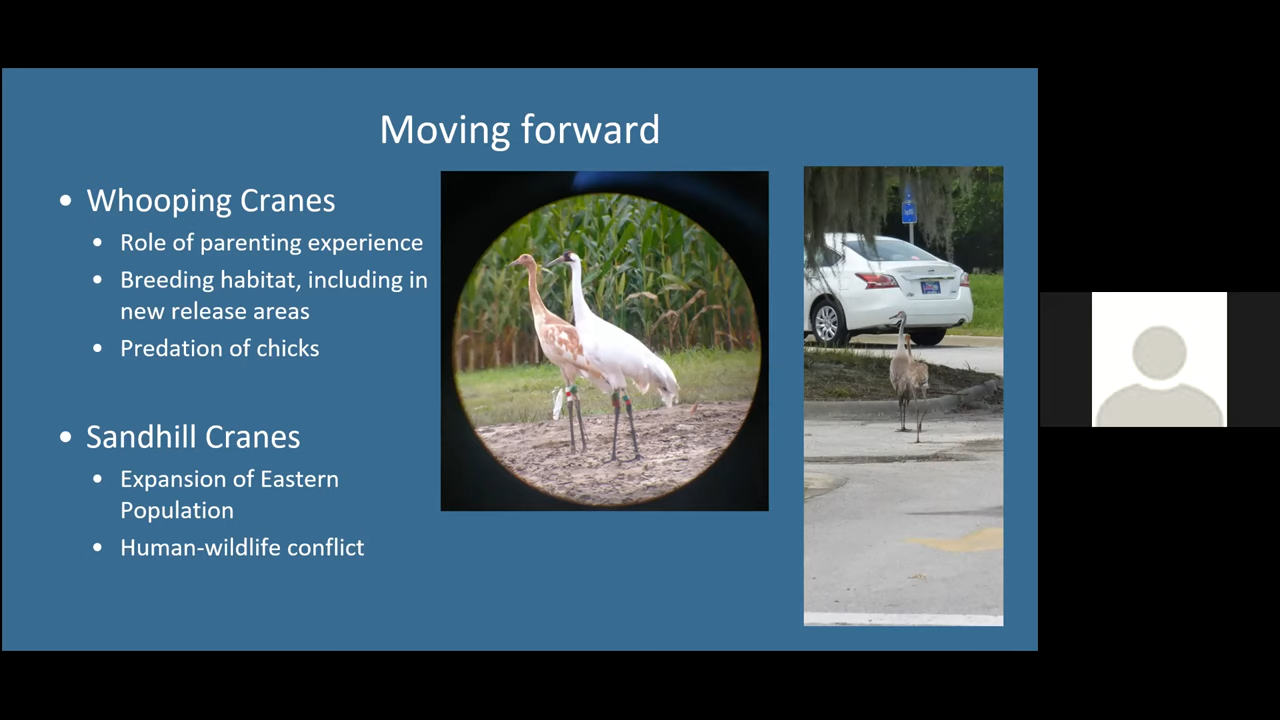 Moving forward
Whooping Cranes
Role of parenting experience
Breeding habitat, including in
new release areas
Predation of chicks
Sandhill Cranes
Expansion of Eastern
Population
Human-wildlife conflict